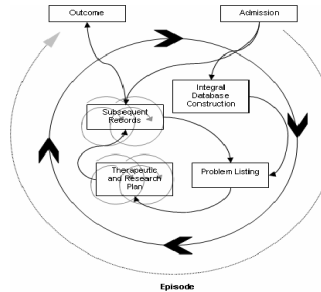 Outcome
Admission
Integral
Database
Construction
Subsequent
Records
Therapeutic
and Research
Plan
Problem Listing
Episode